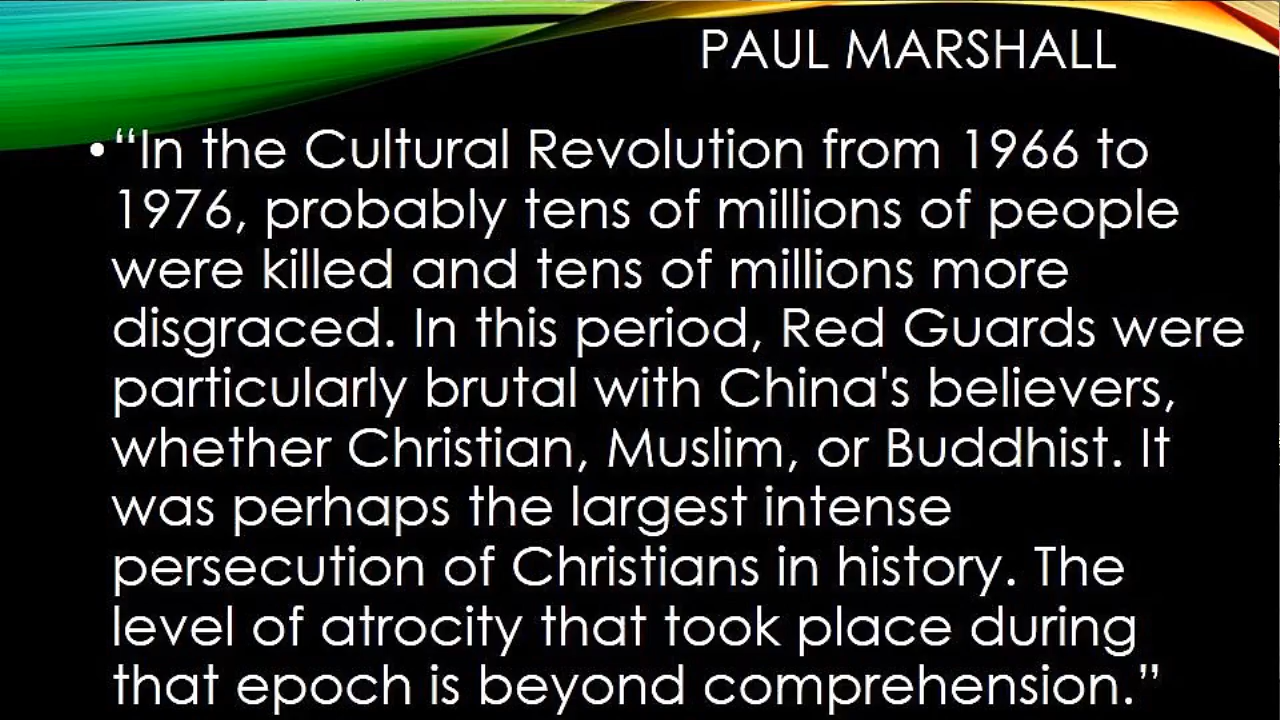 PAUL MARSHALL
•“In the Cultural Revolution from 1966 to
1976, probably tens of millions of people
were killed and tens of millions more
disgraced. In this period, Red Guards were
particularly brutal with China's believers,
whether Christian, Muslim, or Buddhist. It
was perhaps the largest intense
persecution of Christians in history. The
level of atrocity that took place during
that epoch is beyond comprehension.”